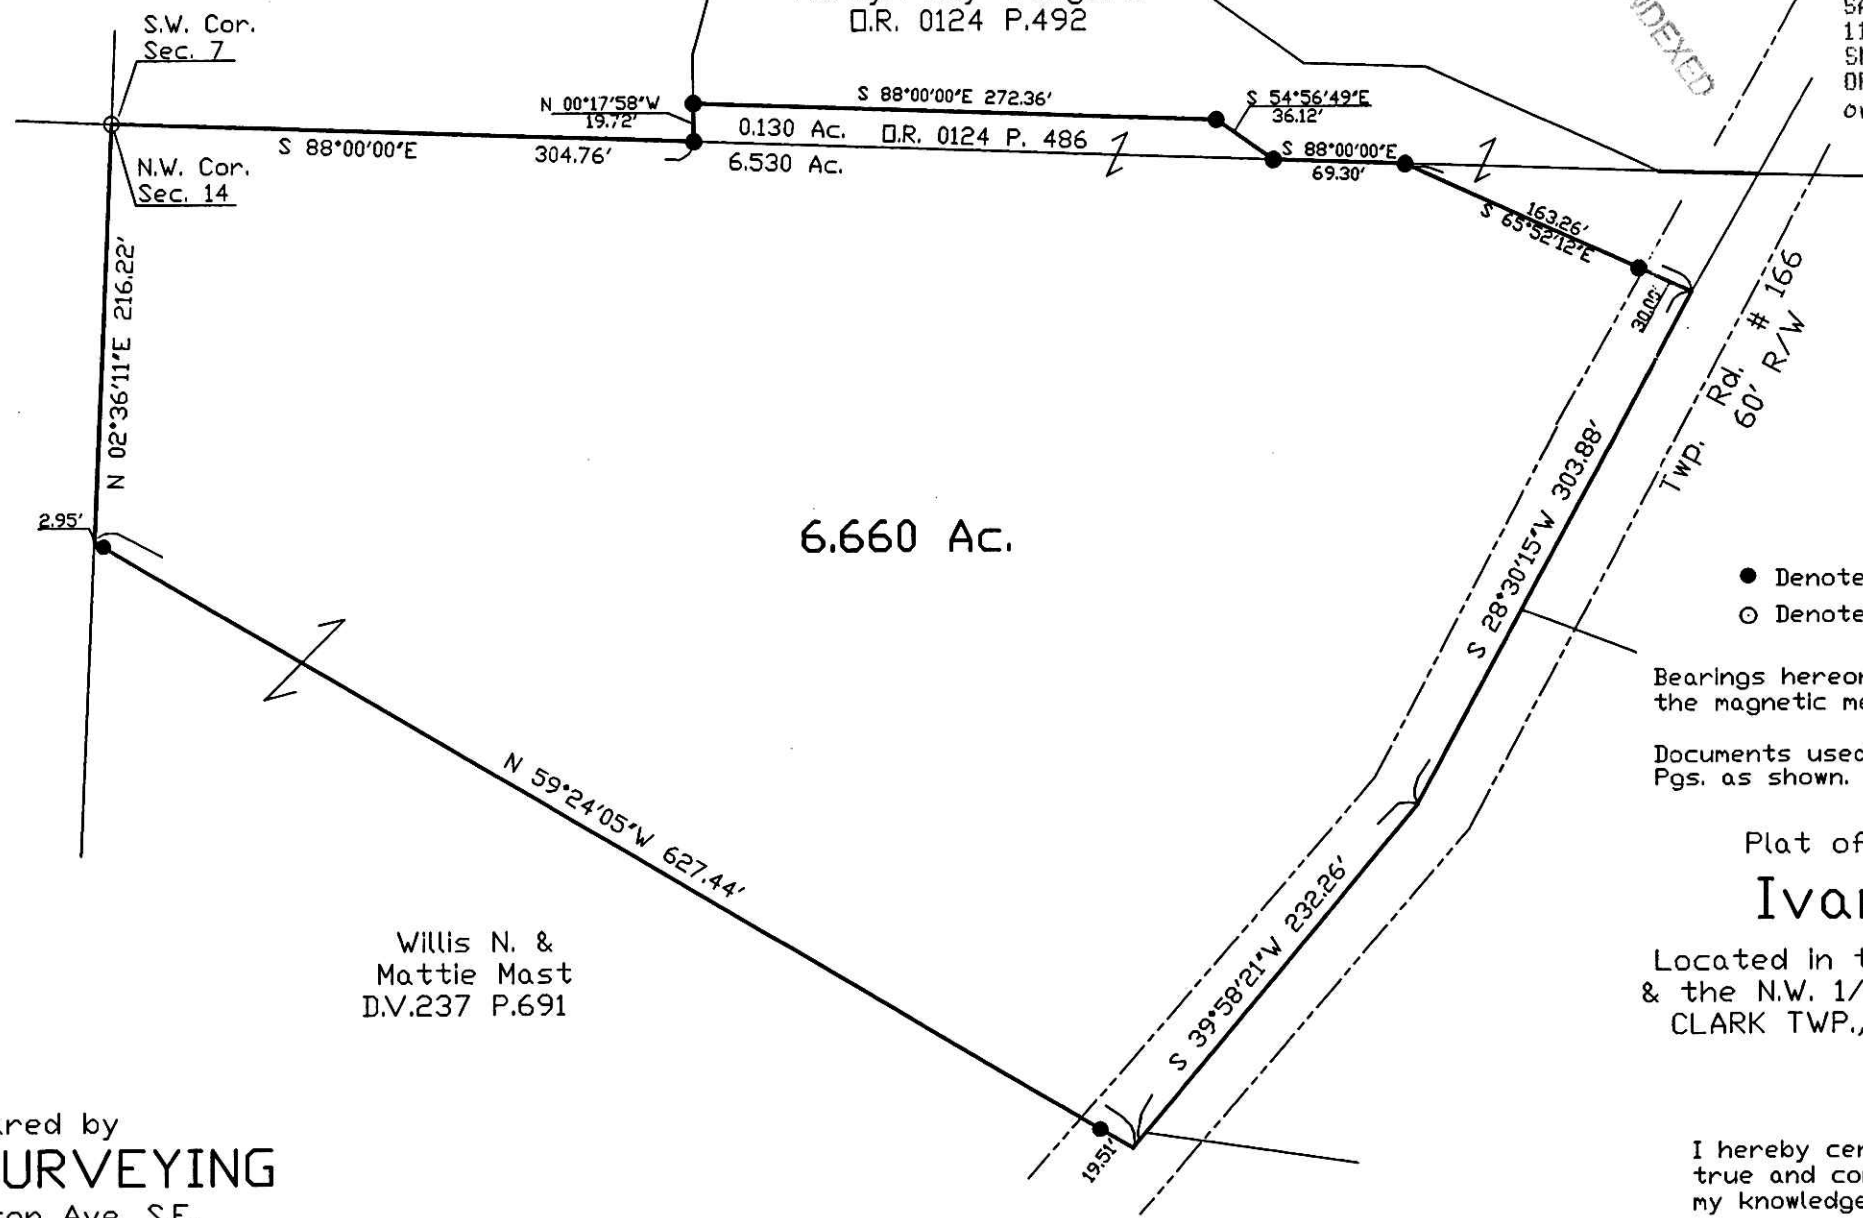 O.R. 0124 P.492
S.W. Cor.
Sec. 7
N.W. Cor.
Sec. 14
N 00°17'58"W
19.72'
S 88°00'00"E 272.36'
S 54°56'49"E
36.12'
0.130 Ac. O.R. 0124 P. 486
6.530 Ac.
S 88°00'00"E 304.76'
S 88°00'00"E
69.30'
163.26'
S 65°52'12"E
30.00'
Twp. Rd. # 166
60' R/W
N 02°36'11"E 216.22'
2.95'
6.660 Ac.
S 28°30'15"W 303.88'
N 59°24'05"W 627.44'
S 39°58'21"W 232.26'
19.51'
Willis N. &
Mattie Mast
D.V.237 P.691
● Denote
⊙ Denote
Bearings hereon
the magnetic me
Documents used
Pgs. as shown.
Plat of
Ivan
Located in t
& the N.W. 1/
CLARK TWP.,
ared by
URVEYING
Ave. S.E.
I hereby cer
true and cor
my knowledge